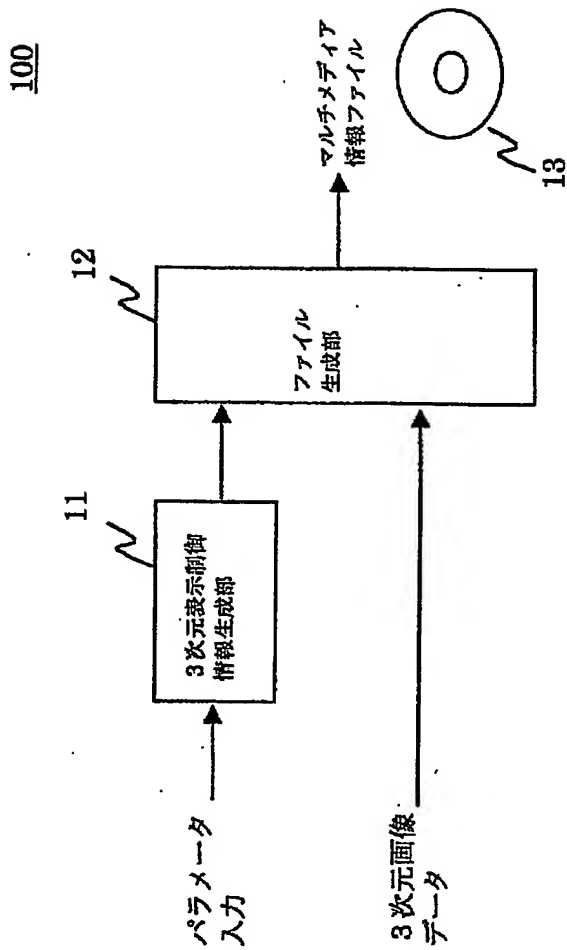 100
パラメータ
入力
11
3次元表示制御
情報生成部
3次元画像
データ
12
ファイル
生成部
マルチメディア
情報ファイル
13